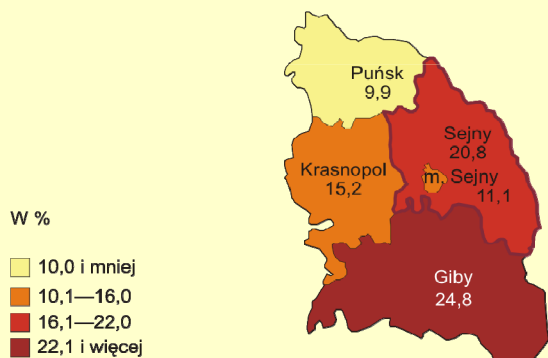 Puńsk
9,9
Sejny
20,8
Krasnopol
15,2
m. Sejny
11,1
Giby
24,8
W %
10,0 i mniej
10,1—16,0
16,1—22,0
22,1 i więcej